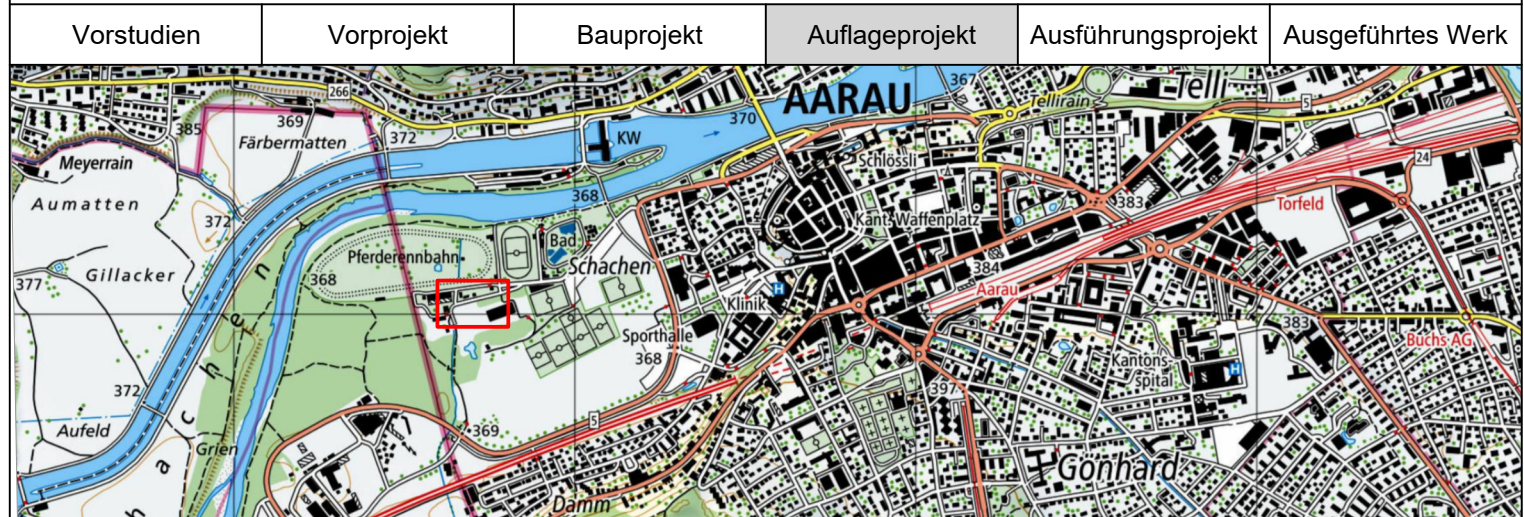 Vorstudien
Vorprojekt
Bauprojekt
Auflageprojekt
Ausführungsprojekt
Ausgeführtes Werk
266
385
369
Färbermatten
372
Meyerrain
Aumatten
372
377
Gillacker
368
Pferderennbahn
Bad
368
Schachen
KW
370
AARAU
367
Tellirain
Telli
5
24
Schlössli
Kant. Waffenplatz
383
Torfeld
384
Aarau
H
Klinik
Sporthalle
368
383
Buchs AG
Kantons-
spital
H
397
372
Aufeld
Grien
369
5
Damm
Gönhard
c
h
e
n
h
a